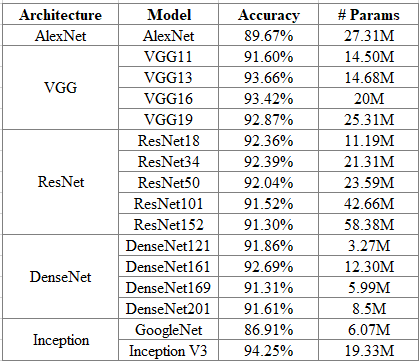 Architecture Model Accuracy # Params
AlexNet AlexNet 89.67% 27.31M
VGG VGG11 91.60% 14.50M
VGG13 93.66% 14.68M
VGG16 93.42% 20M
VGG19 92.87% 25.31M
ResNet ResNet18 92.36% 11.19M
ResNet34 92.39% 21.31M
ResNet50 92.04% 23.59M
ResNet101 91.52% 42.66M
ResNet152 91.30% 58.38M
DenseNet DenseNet121 91.86% 3.27M
DenseNet161 92.69% 12.30M
DenseNet169 91.31% 5.99M
DenseNet201 91.61% 8.5M
Inception GoogleNet 86.91% 6.07M
Inception V3 94.25% 19.33M